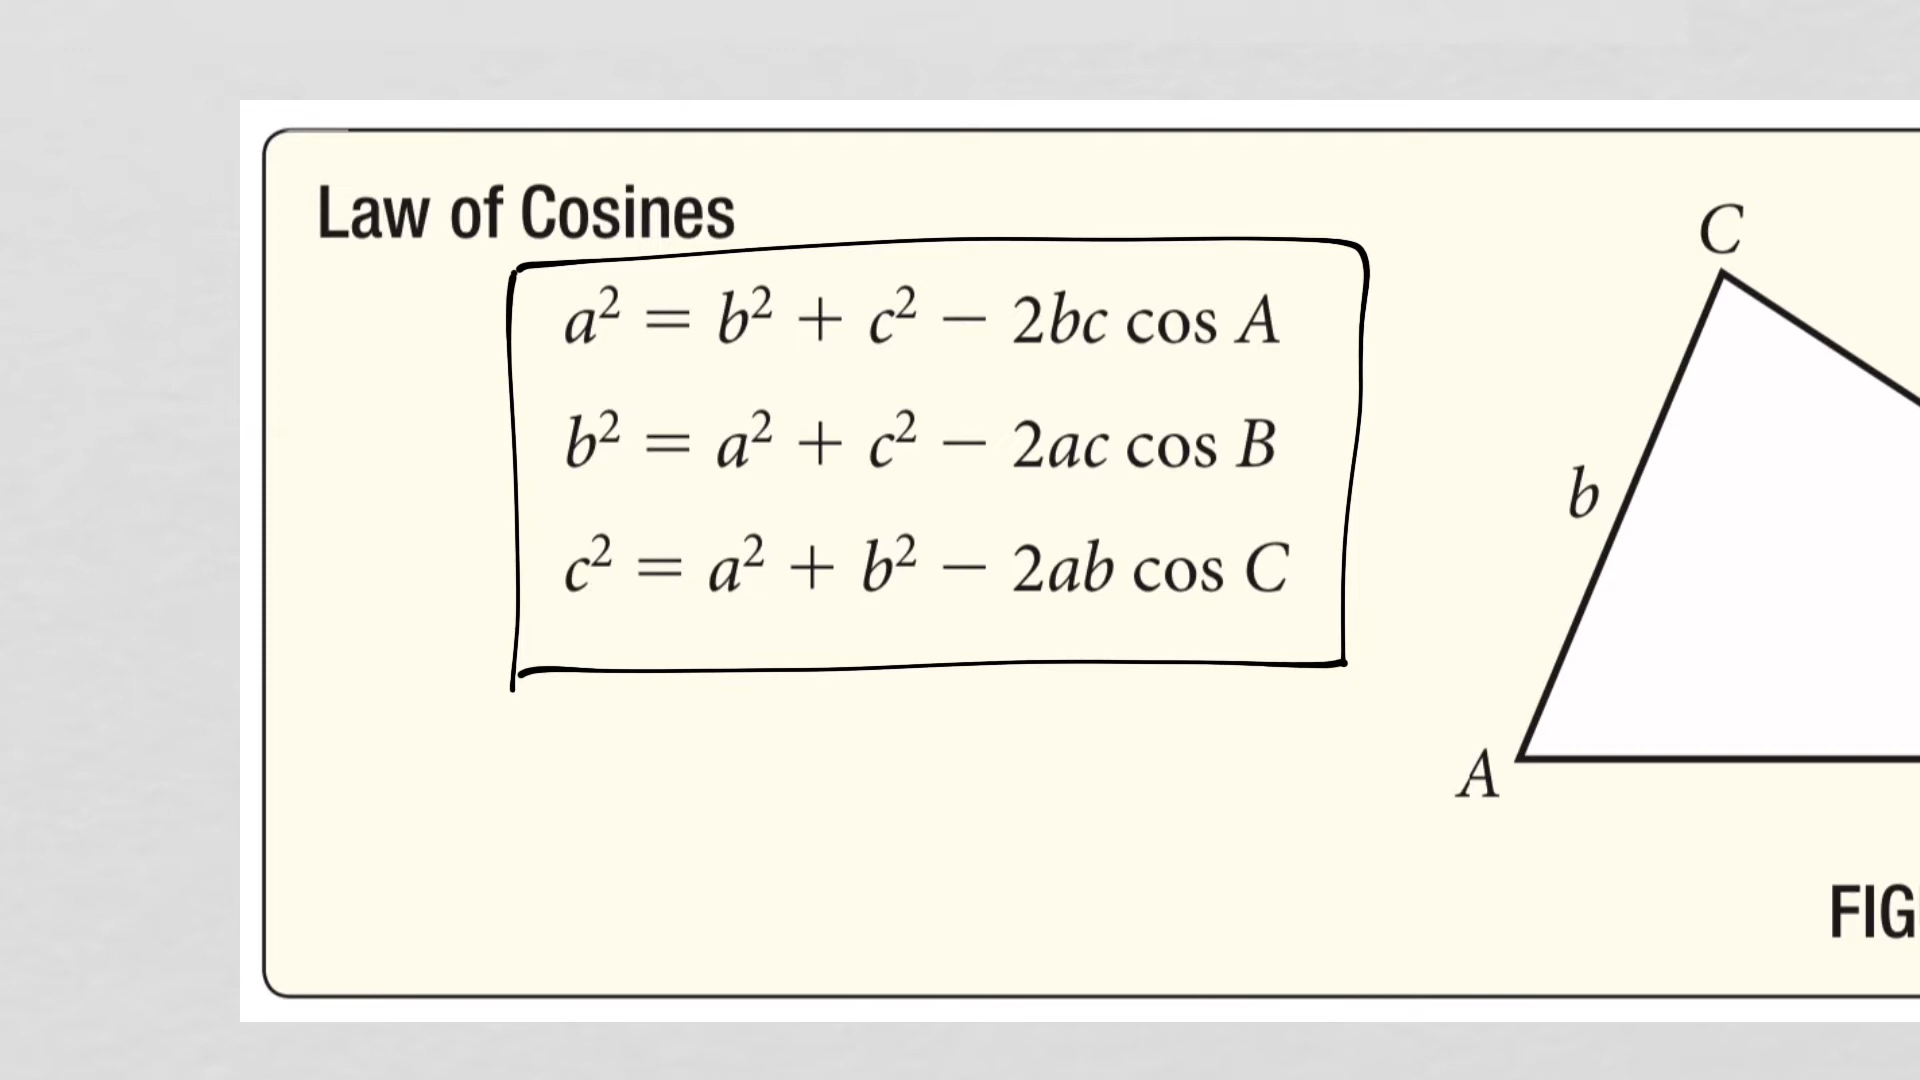 Law of Cosines
a² = b² + c² − 2bc cos A
b² = a² + c² − 2ac cos B
c² = a² + b² − 2ab cos C
C
b
A
FIG